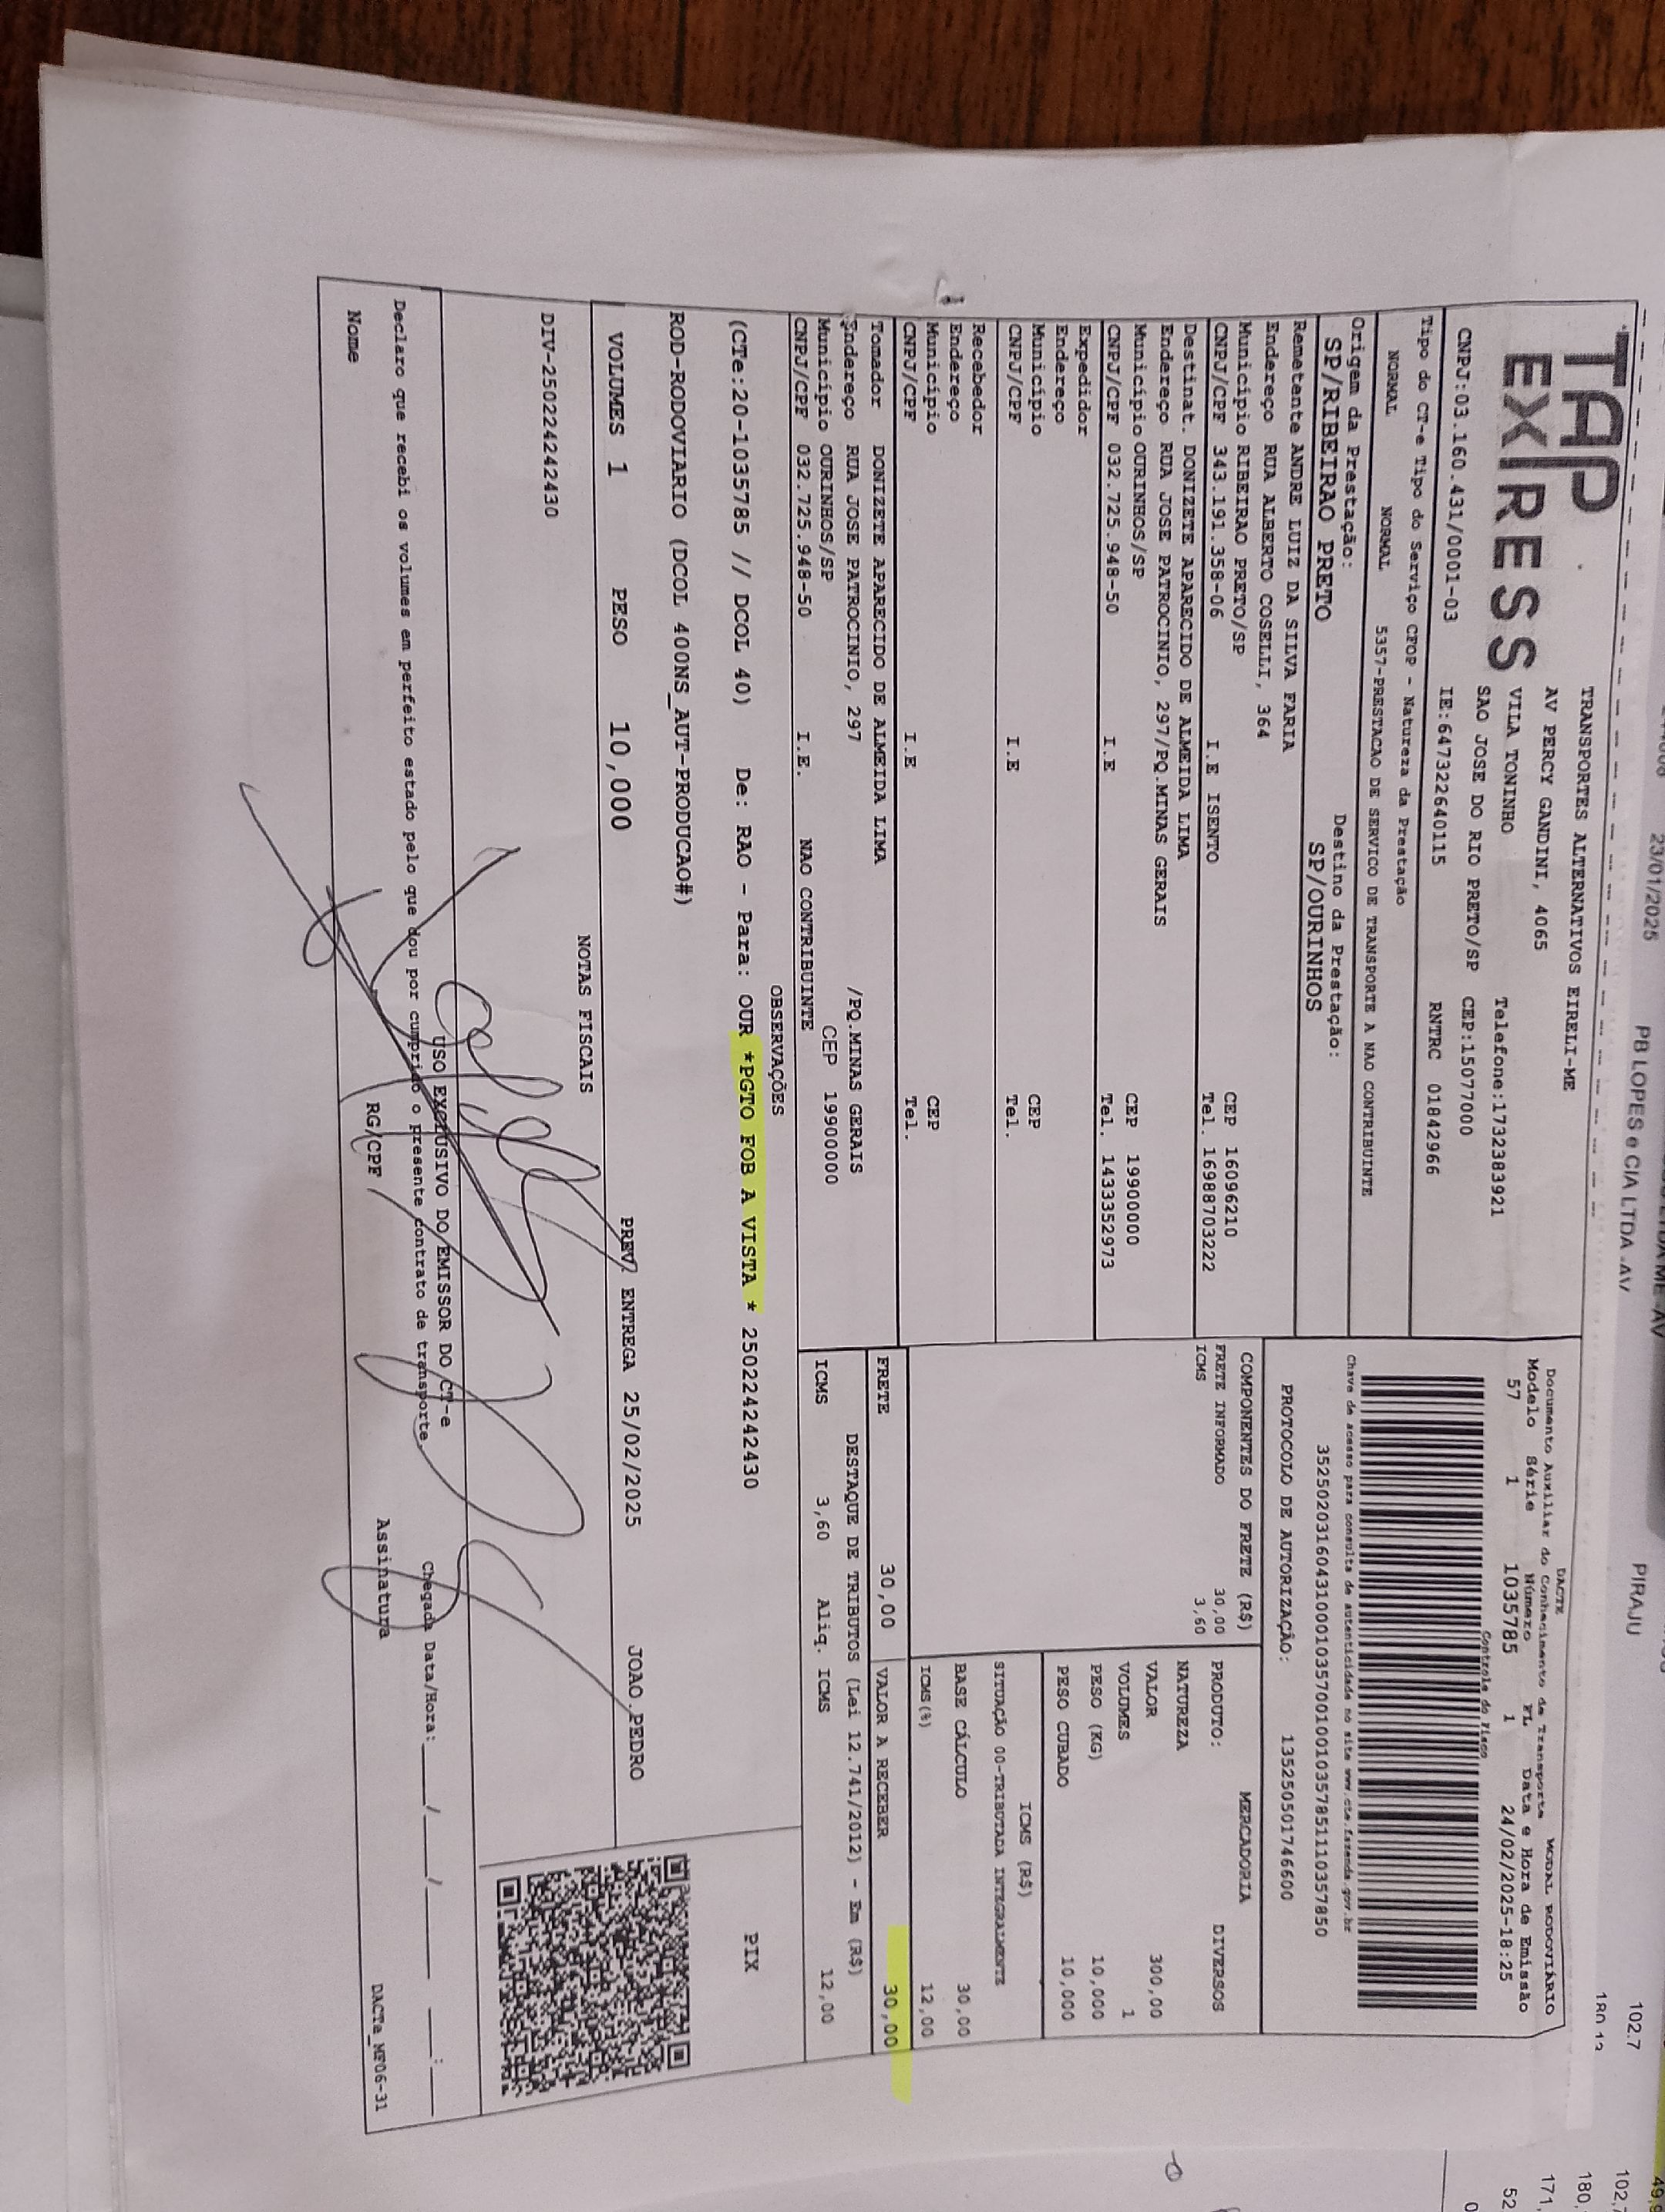 TAP
EXPRESS
TRANSPORTES ALTERNATIVOS EIRELI-ME
AV PERCY GANDINI, 4065
VILA TONINHO Telefone:1732383921
SAO JOSE DO RIO PRETO/SP CEP:15077000
CNPJ:03.160.431/0001-03 IE:647322640115 RNTRC 01842966
DACTE
Documento Auxiliar do Conhecimento de Transporte MODAL RODOVIÁRIO
Modelo Série Número FL Data e Hora de Emissão
57 1 1035785 1 24/02/2025-18:25
Controle do Fisco
Chave de acesso para consulta de autenticidade no site www.cte.fazenda.gov.br
35250203160431000103570010010357851110357850
PROTOCOLO DE AUTORIZAÇÃO: 135250501746600
Tipo do CT-e Tipo do Serviço CFOP - Natureza da Prestação
NORMAL NORMAL 5357-PRESTACAO DE SERVICO DE TRANSPORTE A NAO CONTRIBUINTE
Origem da Prestação: Destino da Prestação:
SP/RIBEIRAO PRETO SP/OURINHOS
Remetente ANDRE LUIZ DA SILVA FARIA
Endereço RUA ALBERTO COSELLI, 364
Município RIBEIRAO PRETO/SP CEP 16096210
CNPJ/CPF 343.191.358-06 I.E ISENTO Tel. 16988703222
Destinat. DONIZETE APARECIDO DE ALMEIDA LIMA
Endereço RUA JOSE PATROCINIO, 297/PQ.MINAS GERAIS
Município OURINHOS/SP CEP 19900000
CNPJ/CPF 032.725.948-50 I.E Tel. 1433352973
Expedidor
Endereço
Município CEP
CNPJ/CPF I.E Tel.
Recebedor
Endereço
Município CEP
CNPJ/CPF I.E Tel.
Tomador DONIZETE APARECIDO DE ALMEIDA LIMA
Endereço RUA JOSE PATROCINIO, 297 /PQ.MINAS GERAIS
Município OURINHOS/SP CEP 19900000
CNPJ/CPF 032.725.948-50 I.E. NAO CONTRIBUINTE
COMPONENTES DO FRETE (R$)
FRETE INFORMADO 30,00
ICMS 3,60
MERCADORIA
PRODUTO: DIVERSOS
NATUREZA
VALOR 300,00
VOLUMES 1
PESO (KG) 10,000
PESO CUBADO 10,000
ICMS (R$)
SITUAÇÃO 00-TRIBUTADA INTEGRALMENTE
BASE CÁLCULO 30,00
ICMS(%) 12,00
FRETE 30,00 VALOR A RECEBER 30,00
DESTAQUE DE TRIBUTOS (Lei 12.741/2012) - Em (R$)
ICMS 3,60 Aliq. ICMS 12,00
OBSERVAÇÕES
(CTe:20-1035785 // DCOL 40) De: RAO - Para: OUR *PGTO FOB A VISTA * 250224242430
ROD-RODOVIARIO (DCOL 400NS_AUT-PRODUCAO#)
PIX
VOLUMES 1 PESO 10,000 PREV. ENTREGA 25/02/2025 JOAO.PEDRO
NOTAS FISCAIS
DIV-250224242430
USO EXCLUSIVO DO EMISSOR DO CT-e
Declaro que recebi os volumes em perfeito estado pelo que dou por cumprido o presente contrato de transporte. Chegada Data/Hora: ___/___/_____ ___:___
Nome RG/CPF Assinatura DACTe_MF06-31
23/01/2025 PB LOPES e CIA LTDA -AV PIRAJU 102,7